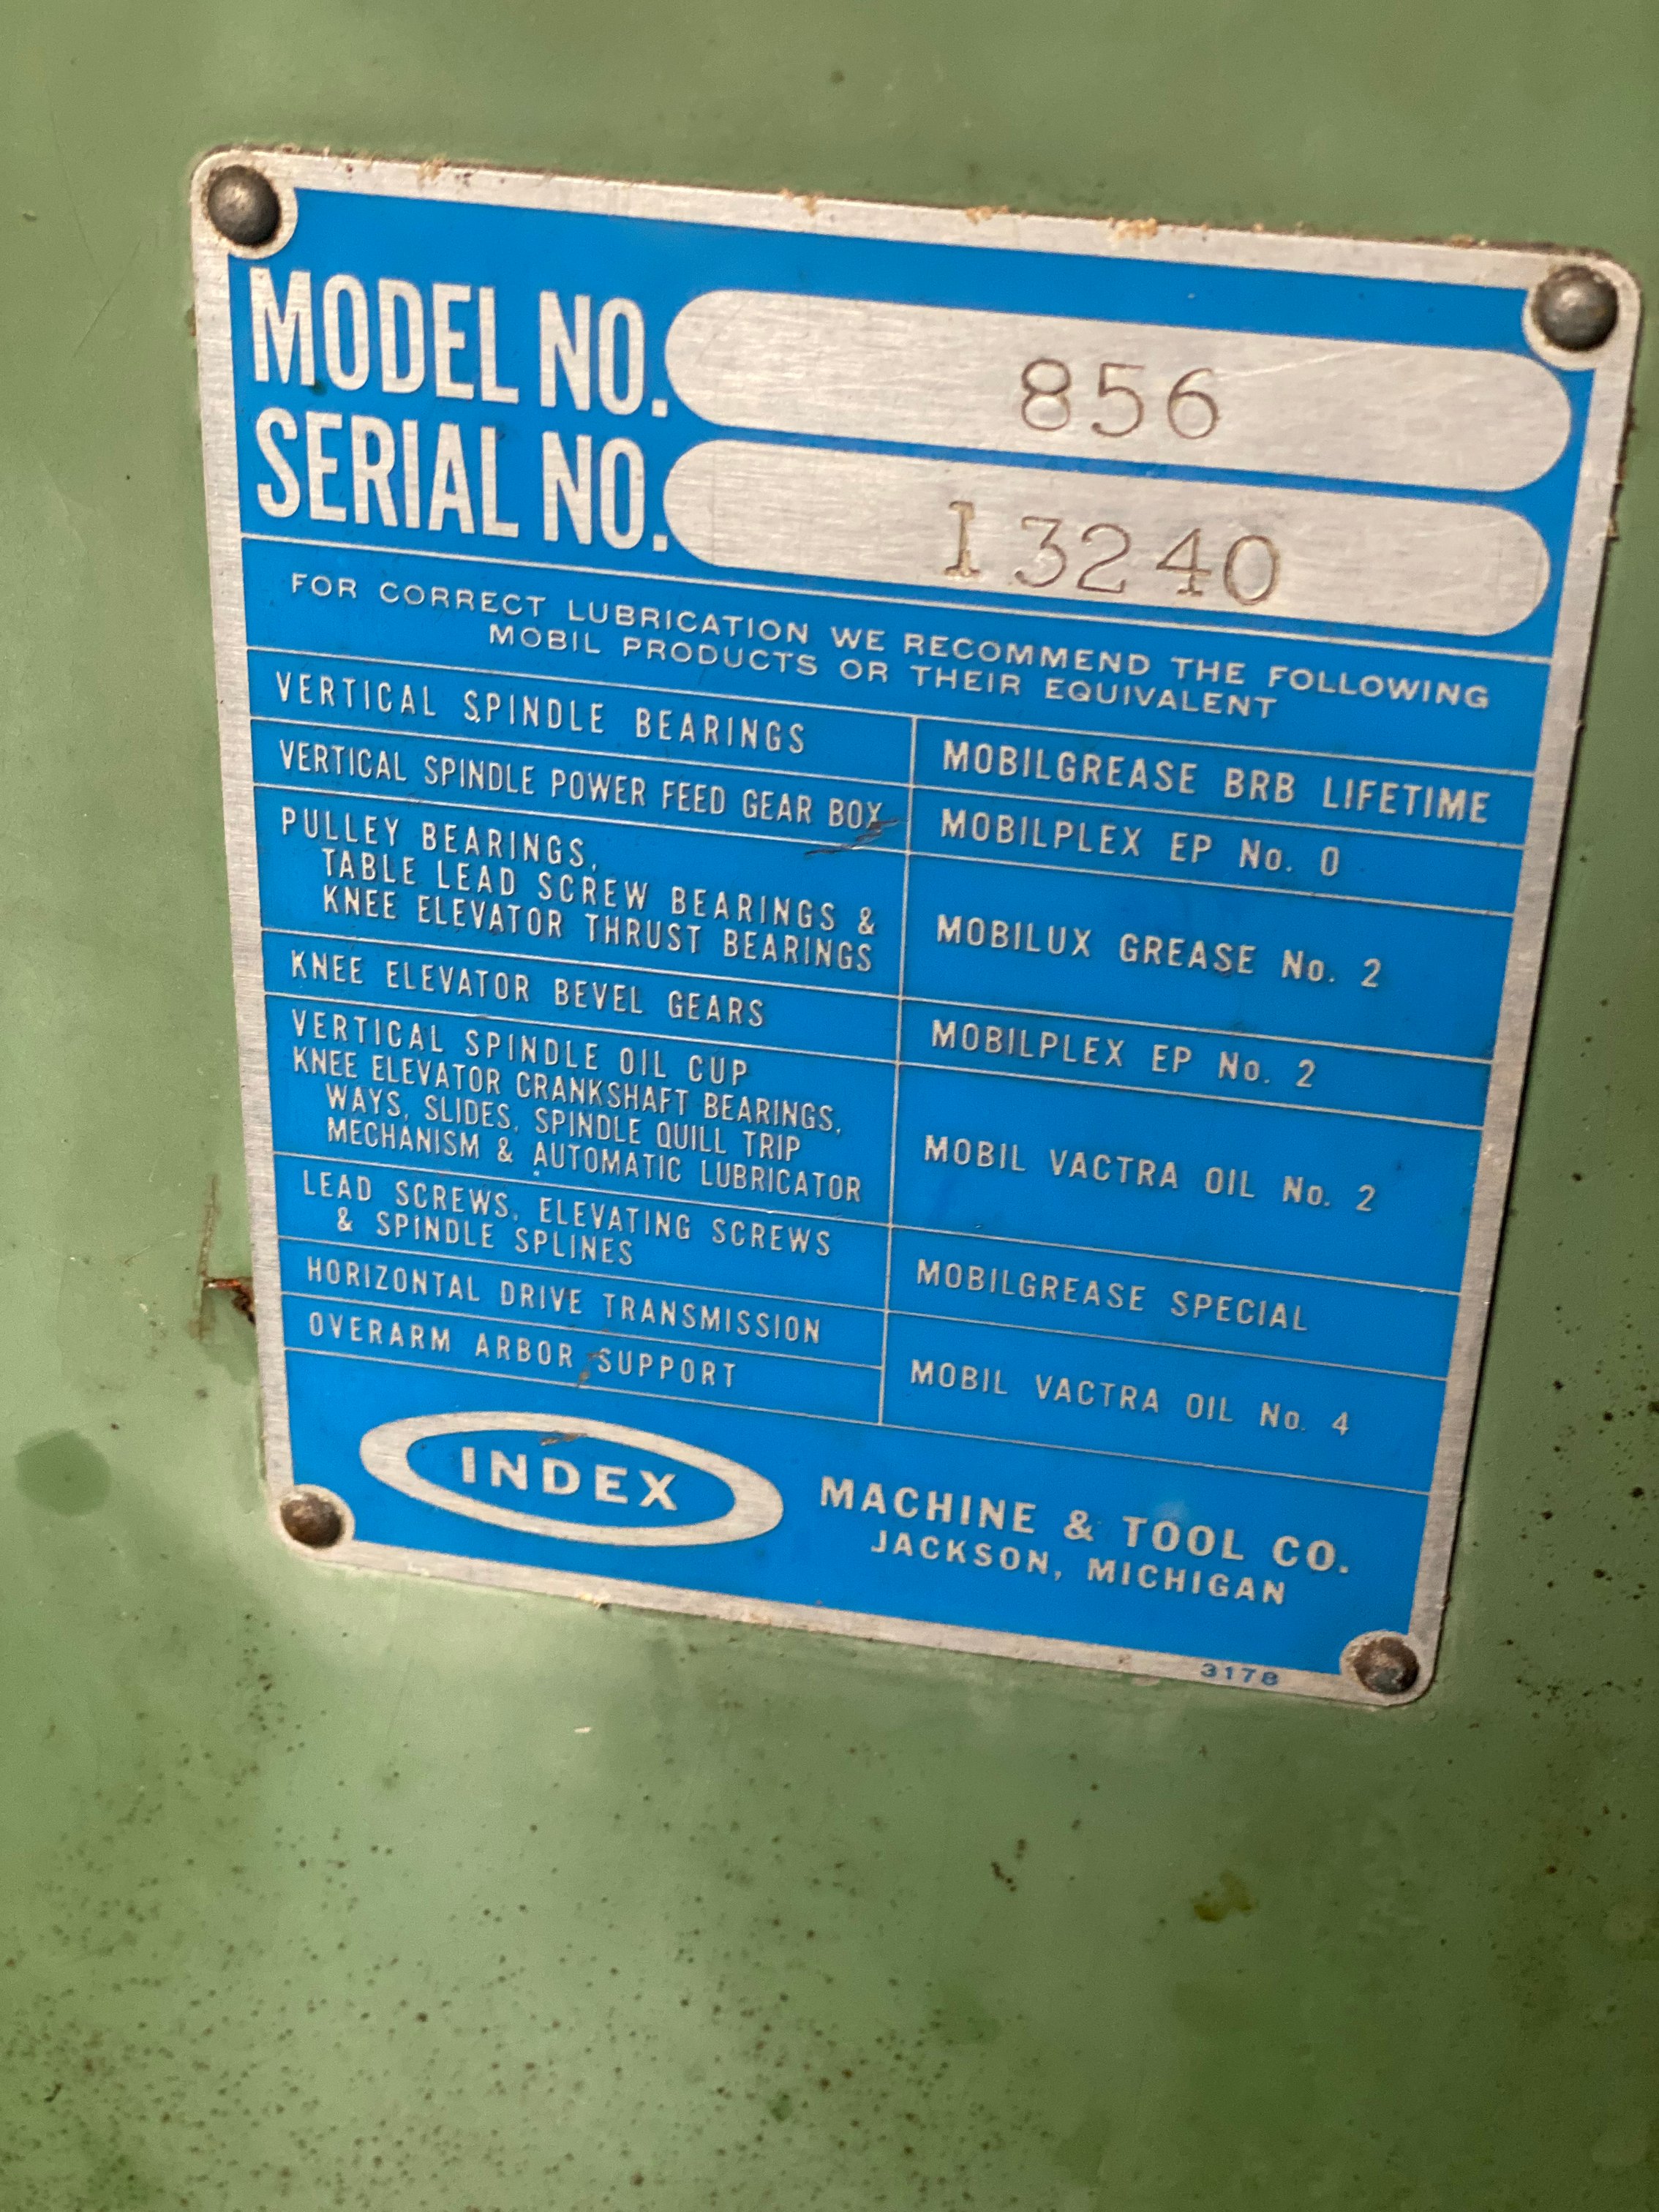 MODEL NO. 856
SERIAL NO. 13240
FOR CORRECT LUBRICATION WE RECOMMEND THE FOLLOWING
MOBIL PRODUCTS OR THEIR EQUIVALENT
VERTICAL SPINDLE BEARINGS
MOBILGREASE BRB LIFETIME
VERTICAL SPINDLE POWER FEED GEAR BOX
MOBILPLEX EP No. 0
PULLEY BEARINGS,
TABLE LEAD SCREW BEARINGS &
KNEE ELEVATOR THRUST BEARINGS
MOBILUX GREASE No. 2
KNEE ELEVATOR BEVEL GEARS
MOBILPLEX EP No. 2
VERTICAL SPINDLE OIL CUP
KNEE ELEVATOR CRANKSHAFT BEARINGS,
WAYS, SLIDES, SPINDLE QUILL TRIP
MECHANISM & AUTOMATIC LUBRICATOR
MOBIL VACTRA OIL No. 2
LEAD SCREWS, ELEVATING SCREWS
& SPINDLE SPLINES
MOBILGREASE SPECIAL
HORIZONTAL DRIVE TRANSMISSION
OVERARM ARBOR SUPPORT
MOBIL VACTRA OIL No. 4
INDEX
MACHINE & TOOL CO.
JACKSON, MICHIGAN
3178